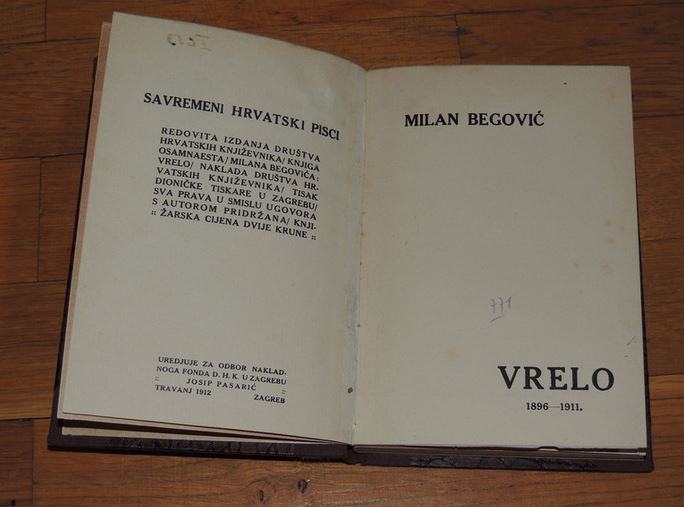 SAVREMENI HRVATSKI PISCI
REDOVITA IZDANJA DRUŠTVA
HRVATSKIH KNJIŽEVNIKA/ KNJIGA
OSAMNAESTA/ MILANA BEGOVIĆA:
VRELO/ NAKLADA DRUŠTVA HR-
VATSKIH KNJIŽEVNIKA/ TISAK
DIONIČKE TISKARE U ZAGREBU/
SVA PRAVA U SMISLU UGOVORA
S AUTOROM PRIDRŽANA/ KNJI-
:: ŽARSKA CIJENA DVIJE KRUNE ::
UREDJUJE ZA ODBOR NAKLAD-
NOGA FONDA D. H. K. U ZAGREBU
:: JOSIP PASARIĆ ::
TRAVANJ 1912 ZAGREB
MILAN BEGOVIĆ
771
VRELO
1896—1911.